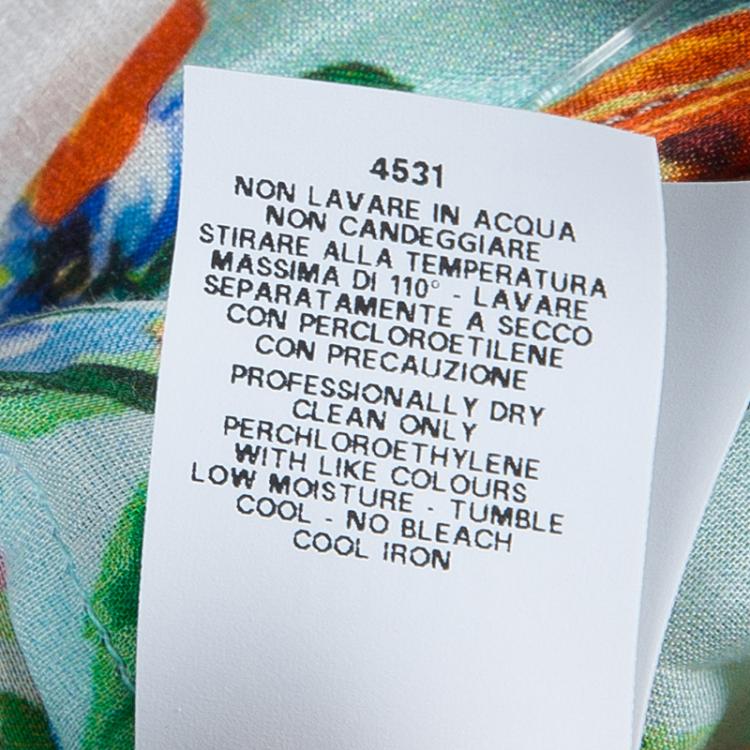 4531
NON LAVARE IN ACQUA
NON CANDEGGIARE
STIRARE ALLA TEMPERATURA
MASSIMA DI 110° - LAVARE
SEPARATAMENTE A SECCO
CON PERCLOROETILENE
CON PRECAUZIONE
PROFESSIONALLY DRY
CLEAN ONLY
PERCHLOROETHYLENE
WITH LIKE COLOURS
LOW MOISTURE - TUMBLE
COOL - NO BLEACH
COOL IRON